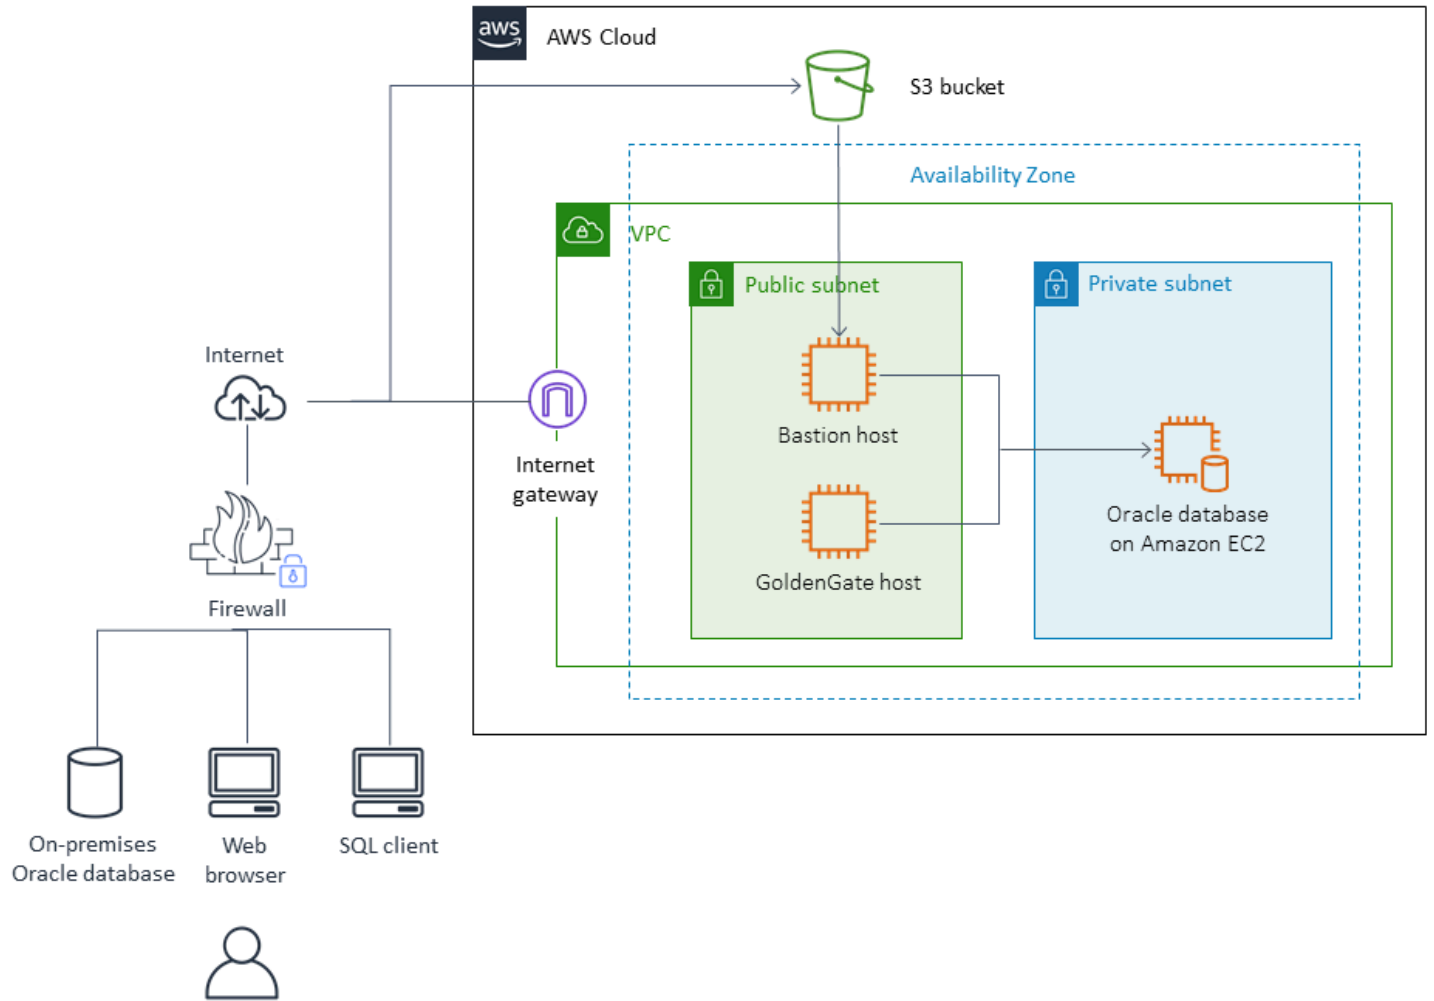 aws
AWS Cloud
S3 bucket
Availability Zone
VPC
Public subnet
Private subnet
Internet
Bastion host
Internet
gateway
Oracle database
on Amazon EC2
GoldenGate host
Firewall
On-premises
Oracle database
Web
browser
SQL client